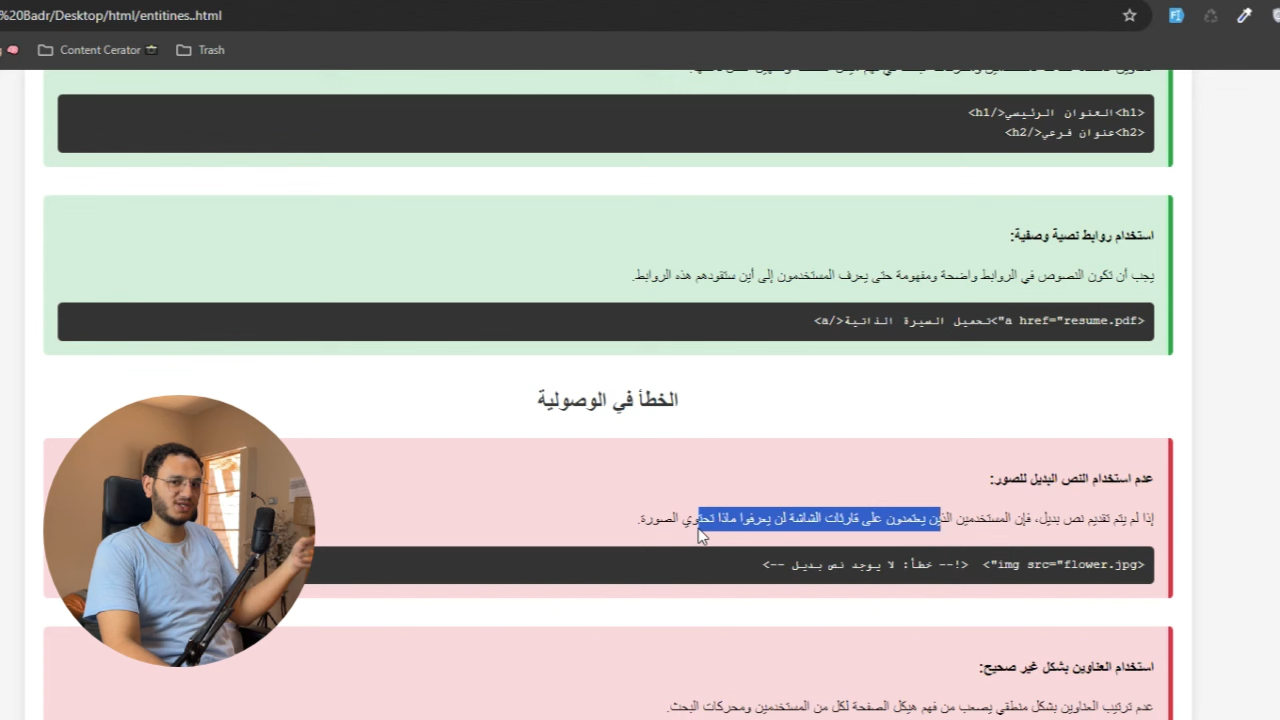 %20Badr/Desktop/html/entitines..html
Content Cerator
Trash
<h1>العنوان الرئيسي</h1>
<h2>عنوان فرعي</h2>
استخدام روابط نصية وصفية:
يجب أن تكون النصوص في الروابط واضحة ومفهومة حتى يعرف المستخدمون إلى أين ستقودهم هذه الروابط.
<a href="resume.pdf">تحميل السيرة الذاتية</a>
الخطأ في الوصولية
عدم استخدام النص البديل للصور:
إذا لم يتم تقديم نص بديل، فإن المستخدمين الذين يعتمدون على قارئات الشاشة لن يعرفوا ماذا تحتوي الصورة.
<img src="flower.jpg"> <!-- خطأ: لا يوجد نص بديل -->
استخدام العناوين بشكل غير صحيح:
عدم ترتيب العناوين بشكل منطقي يصعب من فهم هيكل الصفحة لكل من المستخدمين ومحركات البحث.